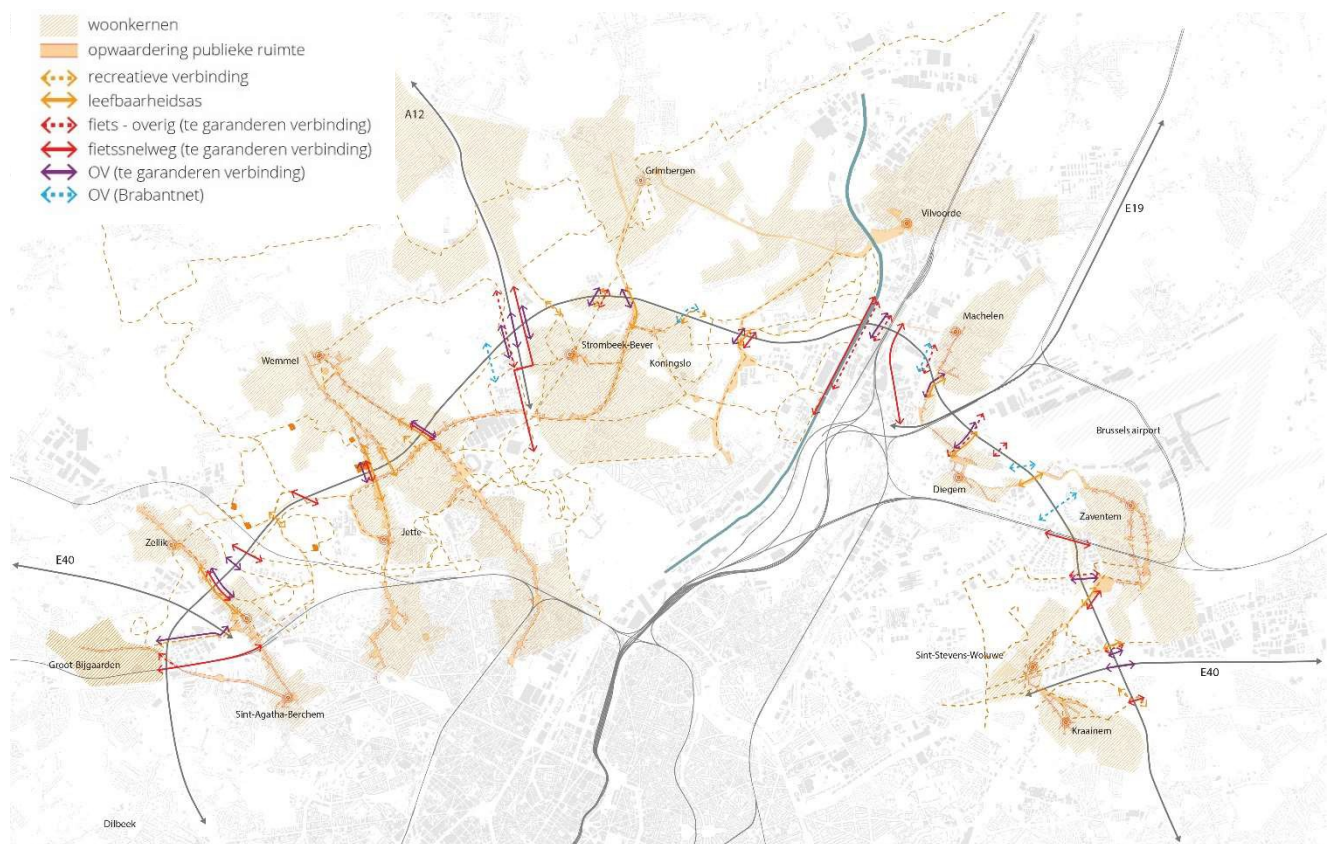 woonkernen
opwaardering publieke ruimte
recreatieve verbinding
leefbaarheidsas
fiets - overig (te garanderen verbinding)
fietssnelweg (te garanderen verbinding)
OV (te garanderen verbinding)
OV (Brabantnet)
A12
Grimbergen
Vilvoorde
E19
Machelen
Strombeek-Bever
Koningslo
Wemmel
Brussels airport
Diegem
Zaventem
Jette
Zellik
E40
Groot-Bijgaarden
Sint-Stevens-Woluwe
E40
Sint-Agatha-Berchem
Kraainem
Dilbeek